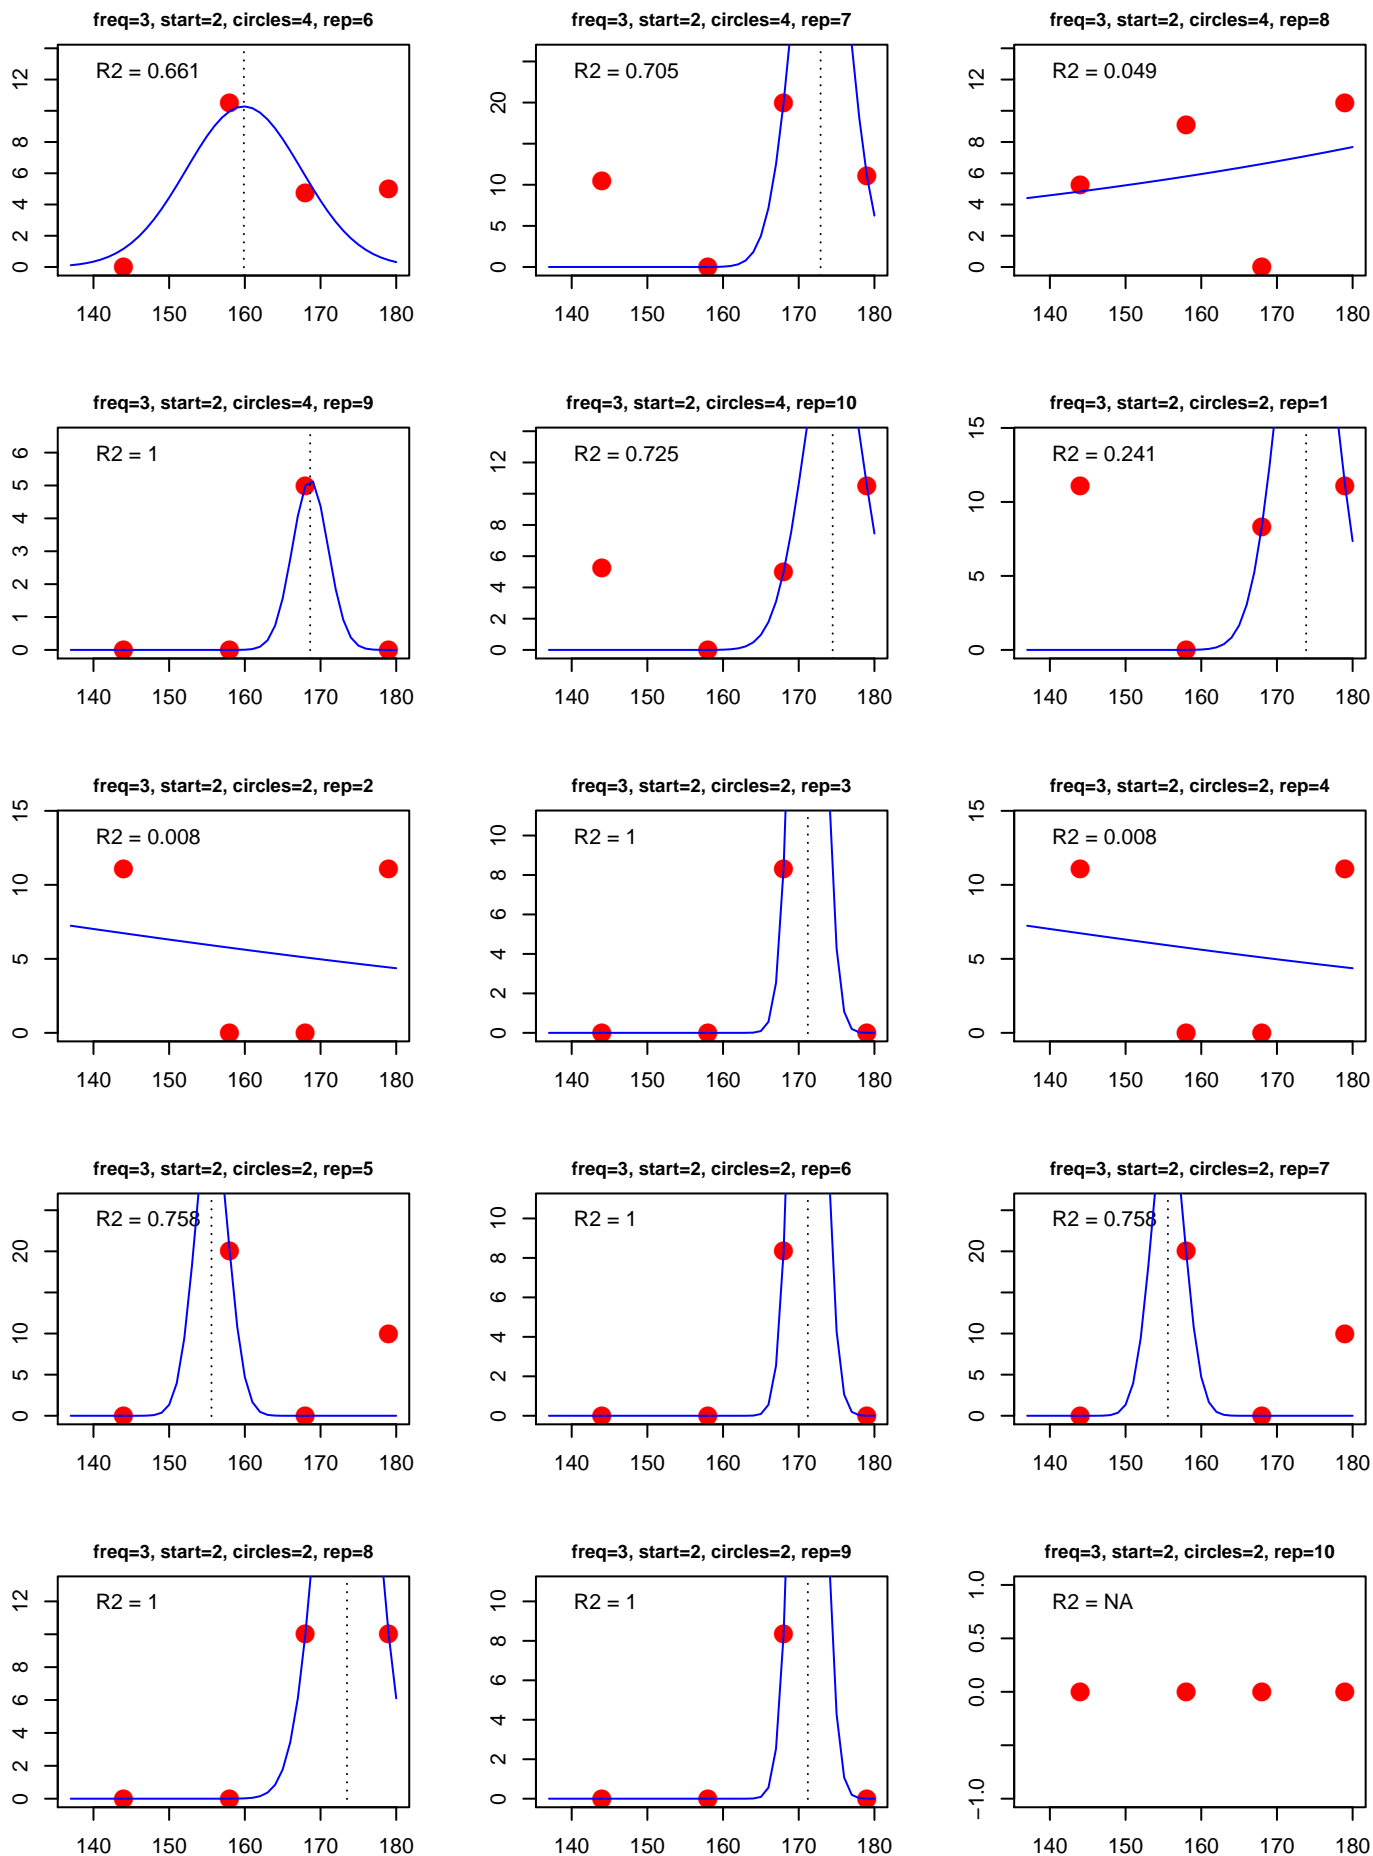 freq=3, start=2, circles=4, rep=6
R2 = 0.661
0 2 4 6 8 12
140 150 160 170 180
freq=3, start=2, circles=4, rep=7
R2 = 0.705
0 5 10 20
140 150 160 170 180
freq=3, start=2, circles=4, rep=8
R2 = 0.049
0 2 4 6 8 12
140 150 160 170 180
freq=3, start=2, circles=4, rep=9
R2 = 1
0 1 2 3 4 5 6
140 150 160 170 180
freq=3, start=2, circles=4, rep=10
R2 = 0.725
0 2 4 6 8 12
140 150 160 170 180
freq=3, start=2, circles=2, rep=1
R2 = 0.241
0 5 10 15
140 150 160 170 180
freq=3, start=2, circles=2, rep=2
R2 = 0.008
0 5 10 15
140 150 160 170 180
freq=3, start=2, circles=2, rep=3
R2 = 1
0 2 4 6 8 10
140 150 160 170 180
freq=3, start=2, circles=2, rep=4
R2 = 0.008
0 5 10 15
140 150 160 170 180
freq=3, start=2, circles=2, rep=5
R2 = 0.758
0 5 10 20
140 150 160 170 180
freq=3, start=2, circles=2, rep=6
R2 = 1
0 2 4 6 8 10
140 150 160 170 180
freq=3, start=2, circles=2, rep=7
R2 = 0.758
0 5 10 20
140 150 160 170 180
freq=3, start=2, circles=2, rep=8
R2 = 1
0 2 4 6 8 12
140 150 160 170 180
freq=3, start=2, circles=2, rep=9
R2 = 1
0 2 4 6 8 10
140 150 160 170 180
freq=3, start=2, circles=2, rep=10
R2 = NA
−1.0 0.0 0.5 1.0
140 150 160 170 180